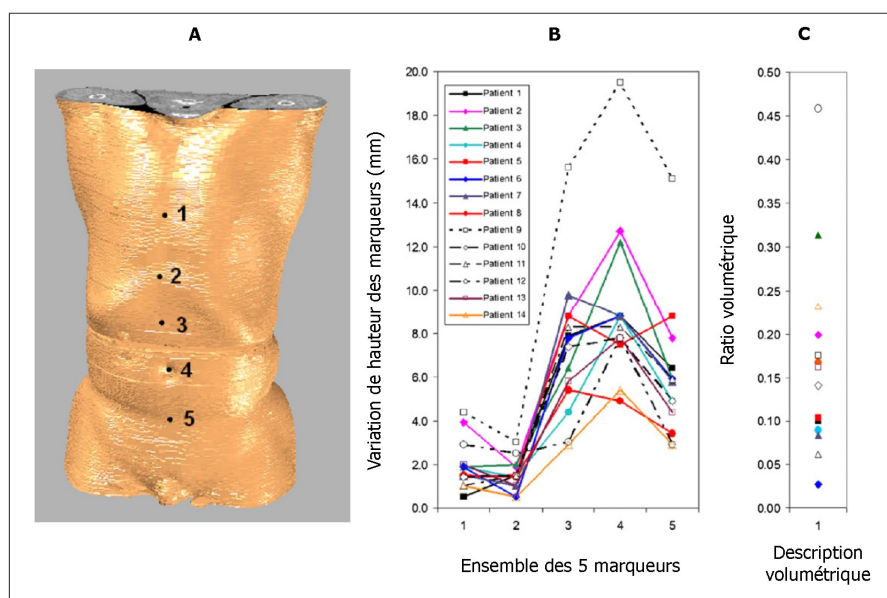 A
B
C
1
2
3
4
5
Variation de hauteur des marqueurs (mm)
20.0
18.0
16.0
14.0
12.0
10.0
8.0
6.0
4.0
2.0
0.0
Patient 1
Patient 2
Patient 3
Patient 4
Patient 5
Patient 6
Patient 7
Patient 8
Patient 9
Patient 10
Patient 11
Patient 12
Patient 13
Patient 14
1 2 3 4 5
Ensemble des 5 marqueurs
Ratio volumétrique
0.50
0.45
0.40
0.35
0.30
0.25
0.20
0.15
0.10
0.05
0.00
1
Description
volumétrique